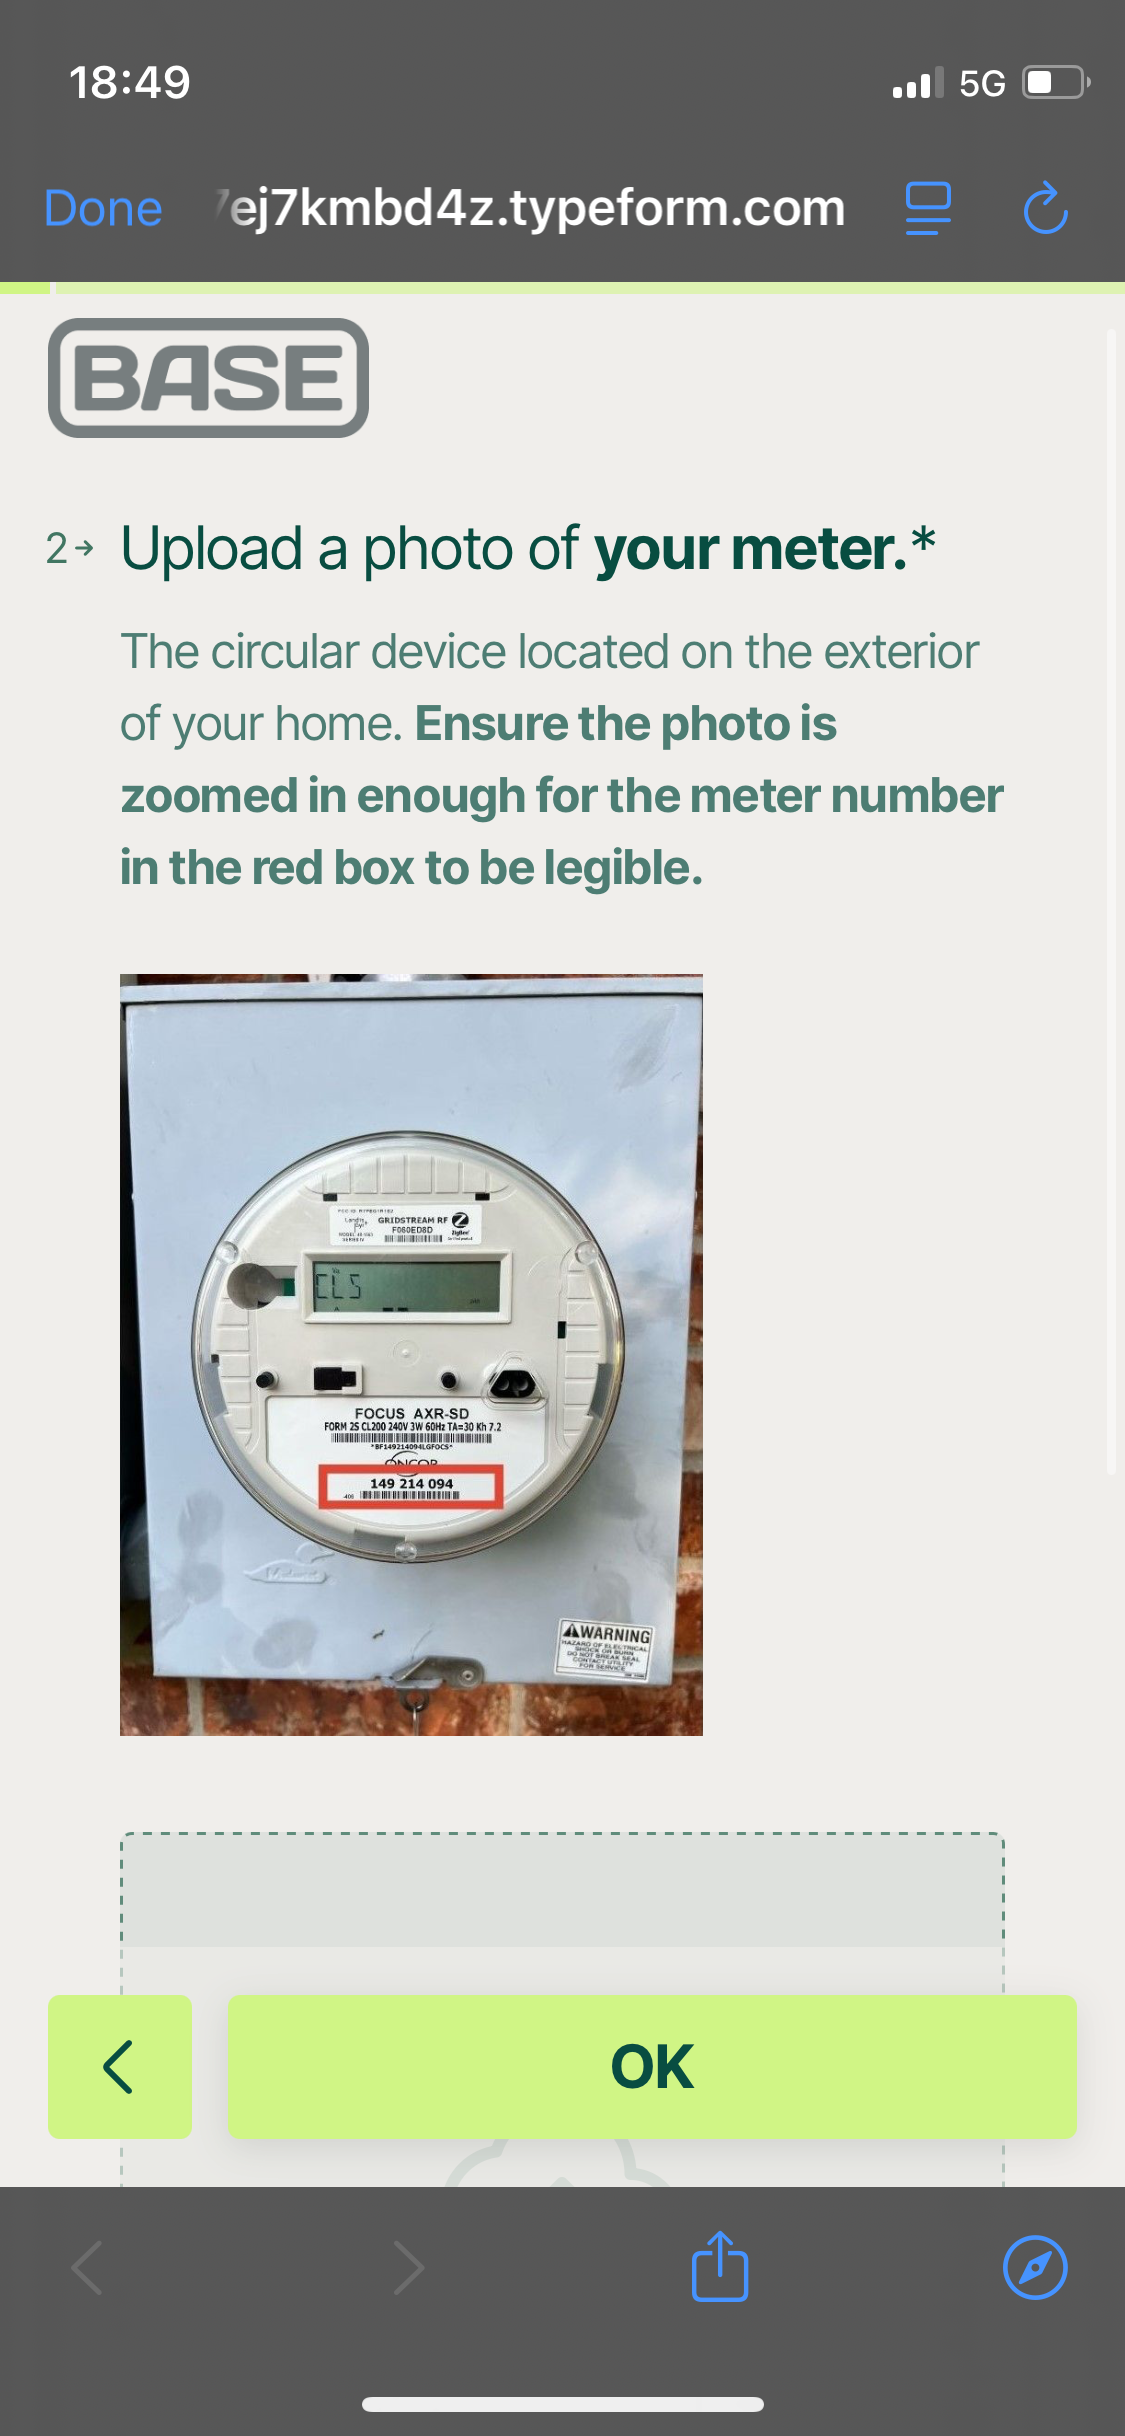 18:49
5G
Done
ej7kmbd4z.typeform.com
BASE
2→ Upload a photo of your meter.*
The circular device located on the exterior
of your home. Ensure the photo is
zoomed in enough for the meter number
in the red box to be legible.
Landis
Gyr+
GRIDSTREAM RF
F060ED8D
ZigBee
CLS
FOCUS AXR-SD
FORM 2S CL200 240V 3W 60Hz TA=30 Kh 7.2
*BF149214094LGFOCS*
ONCOR
149 214 094
WARNING
HAZARD OF ELECTRICAL
SHOCK OR BURN
DO NOT BREAK SEAL
CONTACT UTILITY
FOR SERVICE
OK